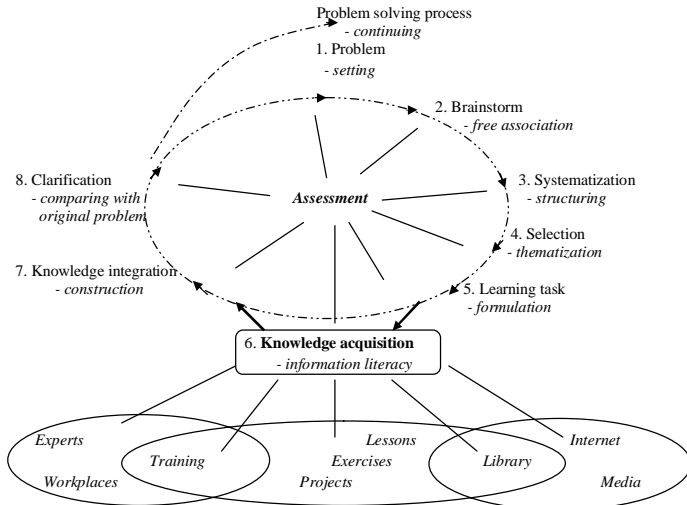 Problem solving process
- continuing
1. Problem
- setting
2. Brainstorm
- free association
3. Systematization
- structuring
4. Selection
- thematization
5. Learning task
- formulation
6. Knowledge acquisition
- information literacy
7. Knowledge integration
- construction
8. Clarification
- comparing with
original problem
Assessment
Experts
Workplaces
Training
Lessons
Exercises
Projects
Library
Internet
Media